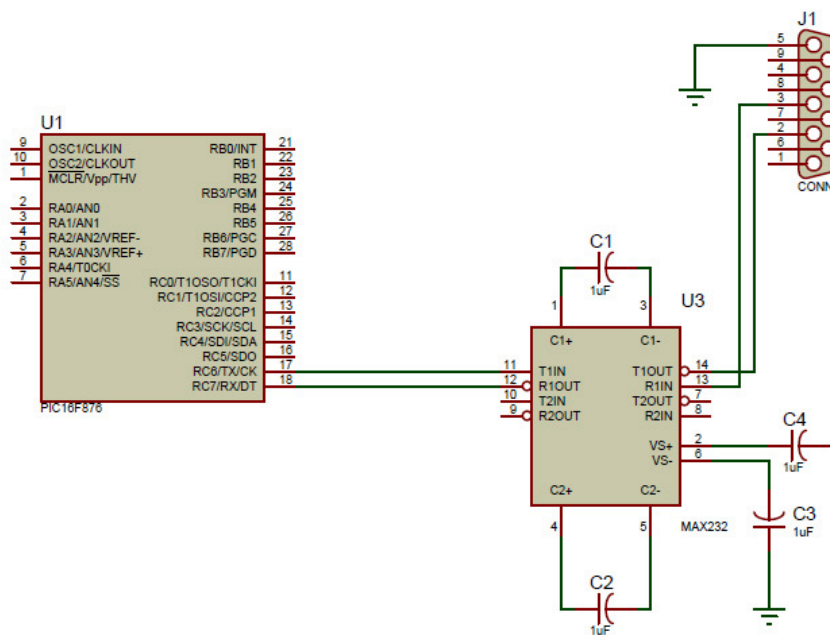 J1
5
9
4
8
3
7
2
6
1
CONN
U1
9 OSC1/CLKIN RB0/INT 21
10 OSC2/CLKOUT RB1 22
1 MCLR/Vpp/THV RB2 23
RB3/PGM 24
2 RA0/AN0 RB4 25
3 RA1/AN1 RB5 26
4 RA2/AN2/VREF- RB6/PGC 27
5 RA3/AN3/VREF+ RB7/PGD 28
6 RA4/T0CKI
7 RA5/AN4/SS RC0/T1OSO/T1CKI 11
RC1/T1OSI/CCP2 12
RC2/CCP1 13
RC3/SCK/SCL 14
RC4/SDI/SDA 15
RC5/SDO 16
RC6/TX/CK 17
RC7/RX/DT 18
PIC16F876
C1
1uF
U3
1 3
C1+ C1-
11 T1IN T1OUT 14
12 R1OUT R1IN 13
10 T2IN T2OUT 7
9 R2OUT R2IN 8
VS+ 2
VS- 6
C2+ C2-
4 5
MAX232
C4
1uF
C3
1uF
C2
1uF